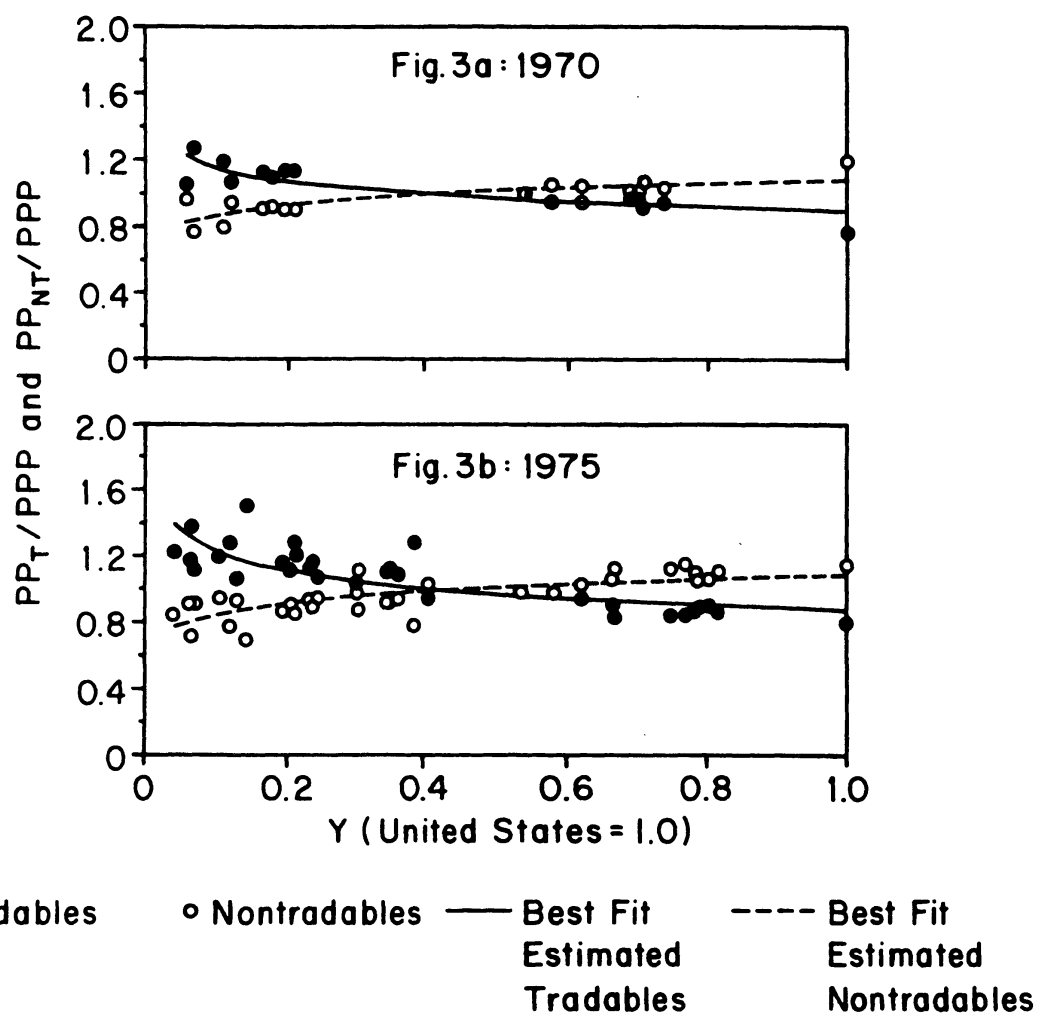 PP_T/PPP and PP_NT/PPP
2.0
Fig. 3a: 1970
1.6
1.2
0.8
0.4
0
2.0
Fig. 3b: 1975
1.6
1.2
0.8
0.4
0
0 0.2 0.4 0.6 0.8 1.0
Y (United States = 1.0)
dables Nontradables Best Fit Best Fit
Estimated Estimated
Tradables Nontradables